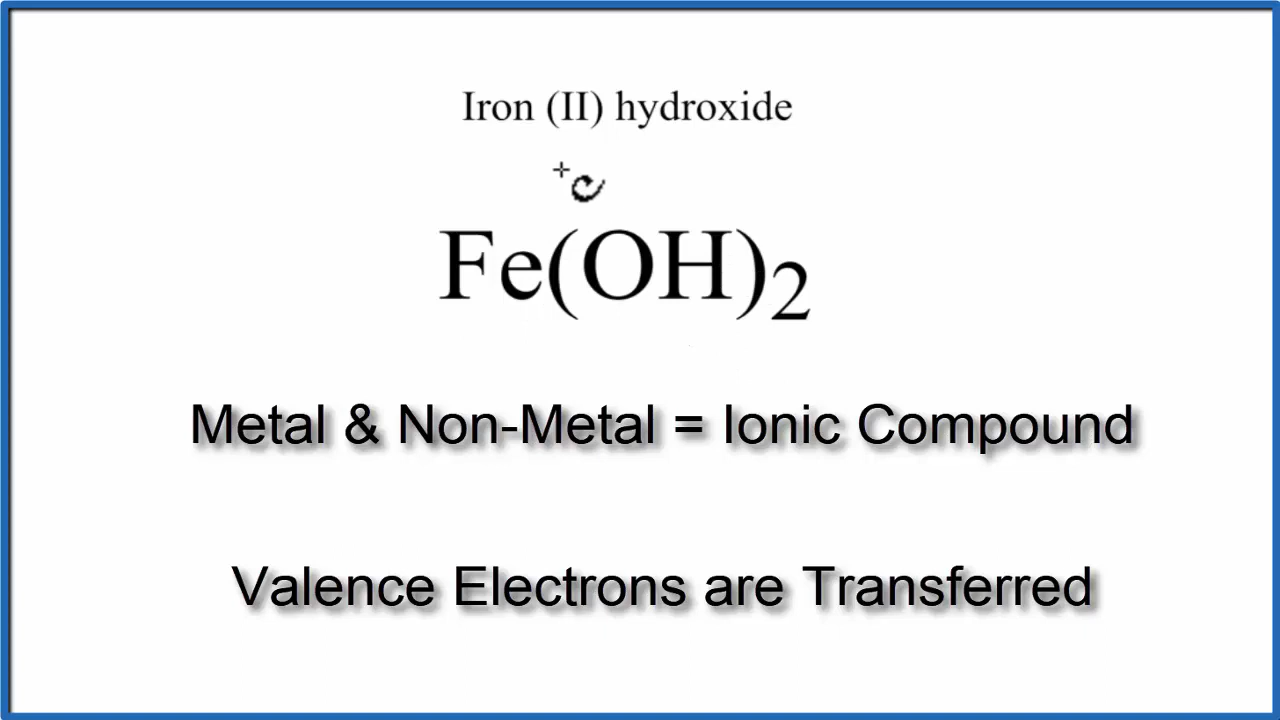 Iron (II) hydroxide
Fe(OH)2
Metal & Non-Metal = Ionic Compound
Valence Electrons are Transferred